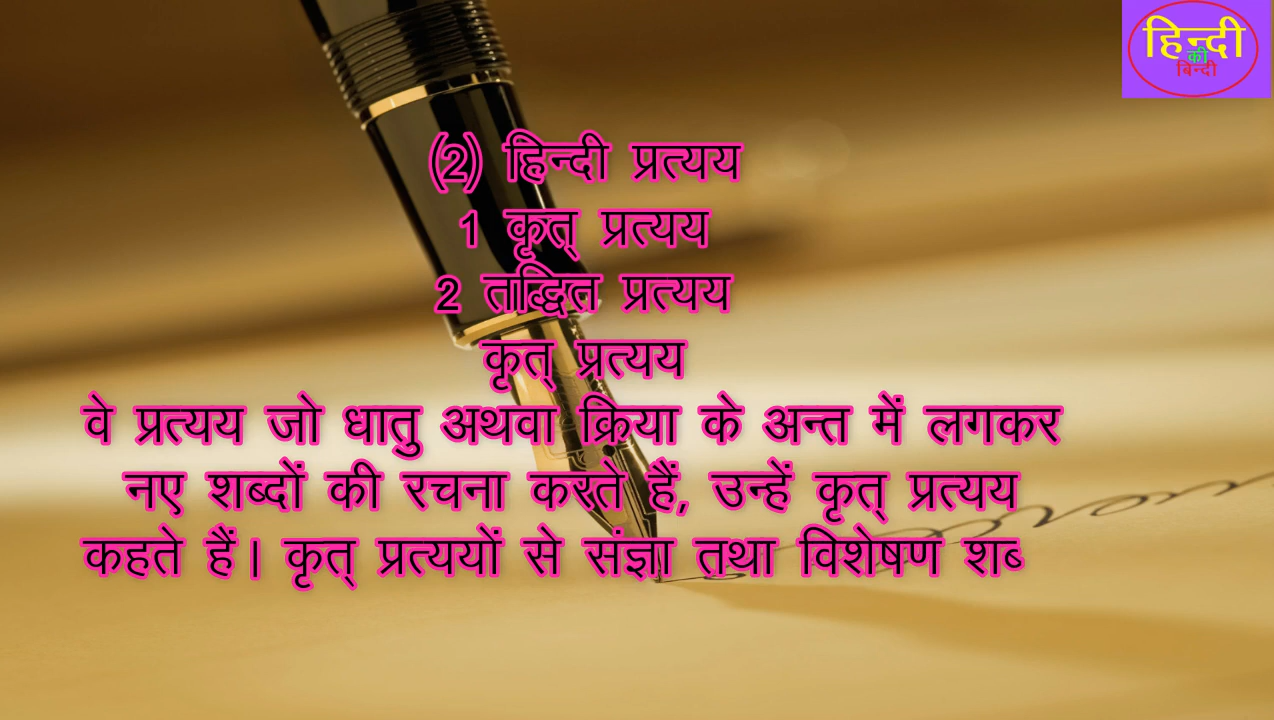 हिन्दी
की
बिन्दी
(2) हिन्दी प्रत्यय
1 कृत् प्रत्यय
2 तद्धित प्रत्यय
कृत् प्रत्यय
वे प्रत्यय जो धातु अथवा क्रिया के अन्त में लगकर
नए शब्दों की रचना करते हैं, उन्हें कृत् प्रत्यय
कहते हैं। कृत् प्रत्ययों से संज्ञा तथा विशेषण शब्